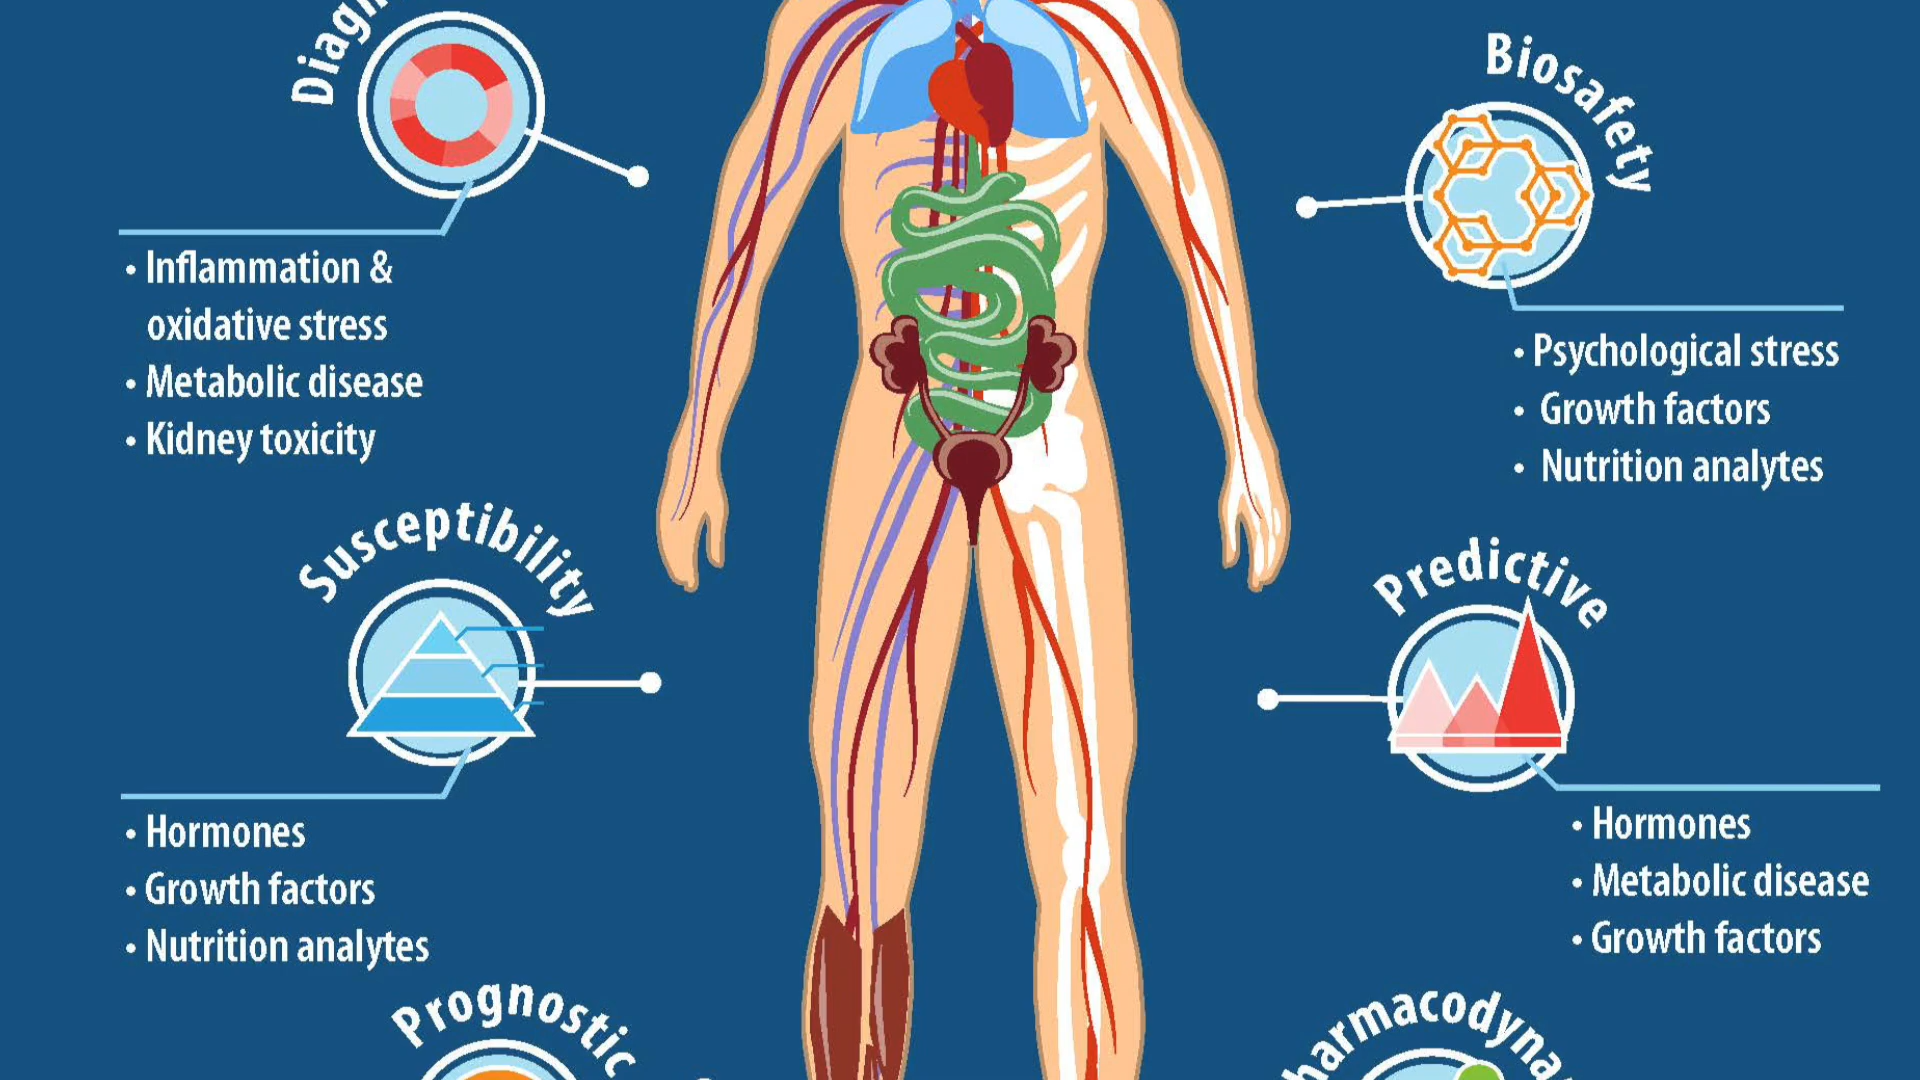 Biosafety
• Inflammation &
oxidative stress
• Metabolic disease
• Kidney toxicity
• Psychological stress
• Growth factors
• Nutrition analytes
Susceptibility
Predictive
• Hormones
• Growth factors
• Nutrition analytes
• Hormones
• Metabolic disease
• Growth factors
Prognostic